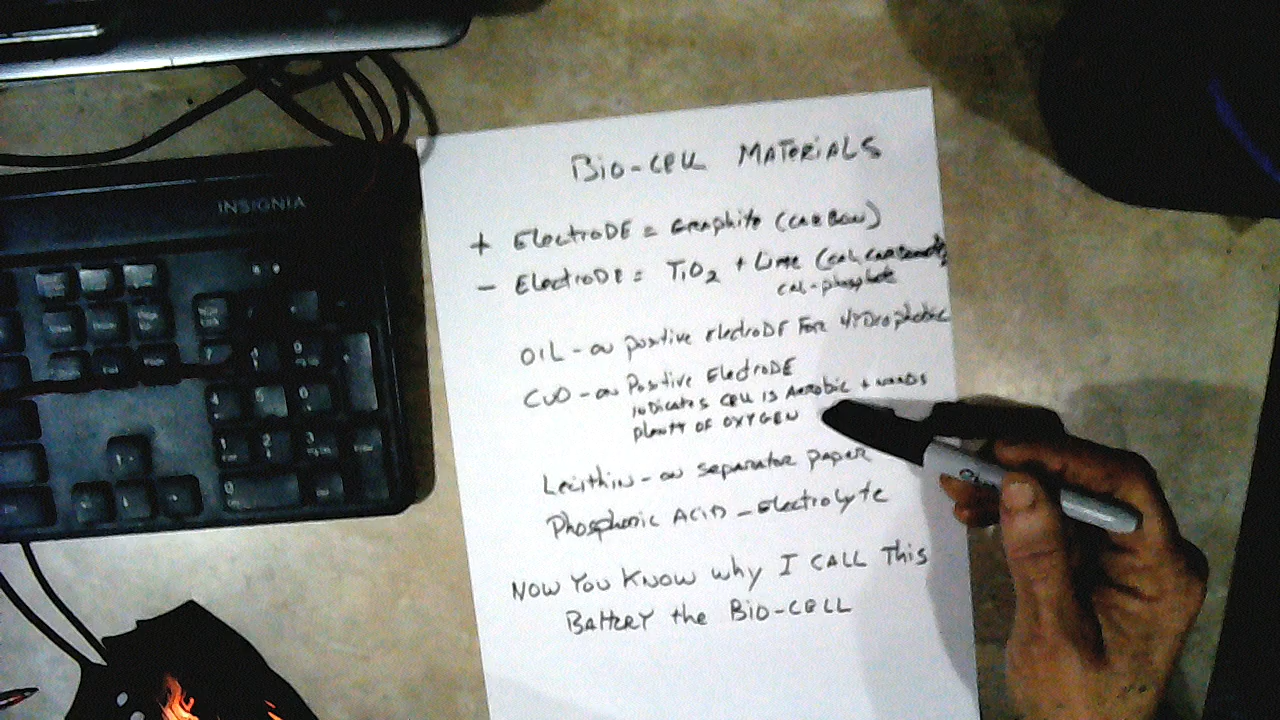 INSIGNIA
Bio-CELL MATERIALS
+ ElectroDE = Graphite (CARBON)
- ElectroDE = TiO2 + Lime (cal. carbonate
cal-phosphate
OIL - on positive electroDE For Hydrophobic
CuO - on Positive ElectroDE
indicates cell is Aerobic + needs
plenty OF OXYGEN
Lecithin - on separator paper
Phosphoric ACID - Electrolyte
NOW You Know why I CALL This
BATTERY the Bio-CELL